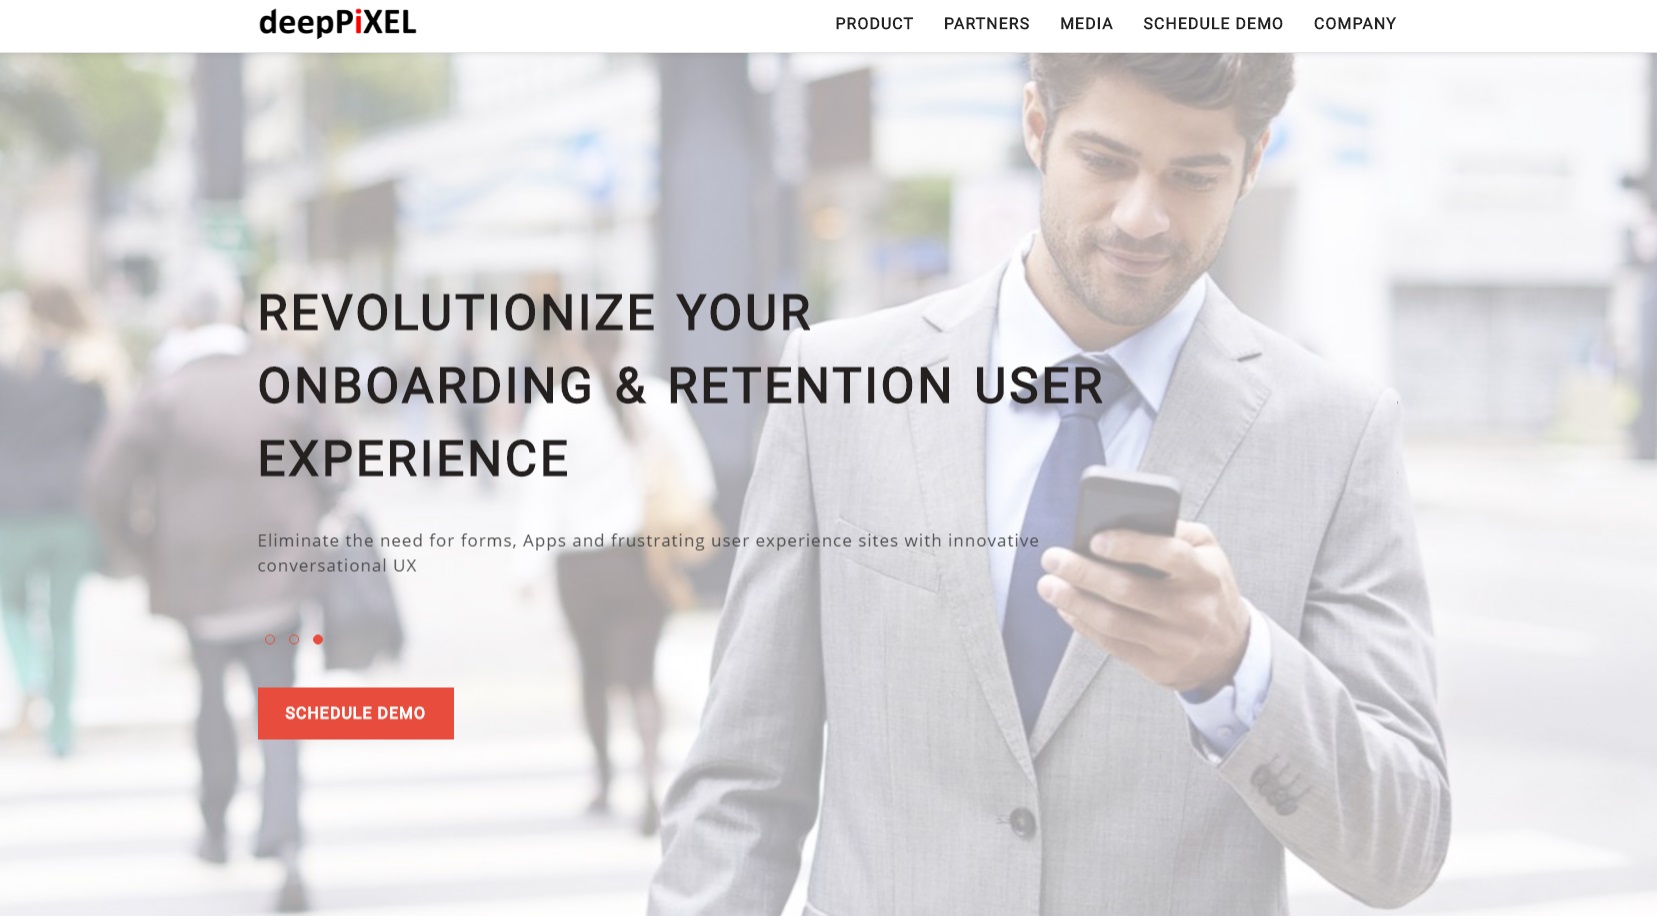 deepPiXEL
PRODUCT PARTNERS MEDIA SCHEDULE DEMO COMPANY
REVOLUTIONIZE YOUR
ONBOARDING & RETENTION USER
EXPERIENCE
Eliminate the need for forms, Apps and frustrating user experience sites with innovative
conversational UX
SCHEDULE DEMO